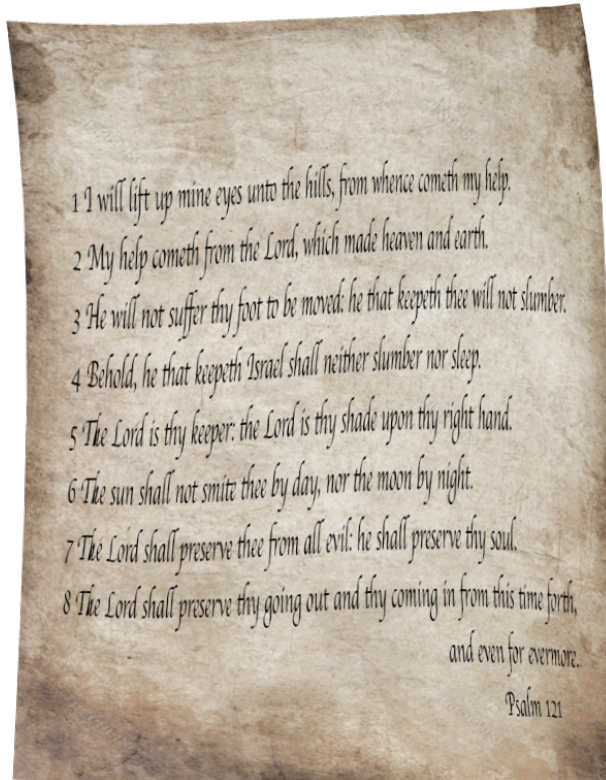 1 I will lift up mine eyes unto the hills, from whence cometh my help.
2 My help cometh from the Lord, which made heaven and earth.
3 He will not suffer thy foot to be moved: he that keepeth thee will not slumber.
4 Behold, he that keepeth Israel shall neither slumber nor sleep.
5 The Lord is thy keeper: the Lord is thy shade upon thy right hand.
6 The sun shall not smite thee by day, nor the moon by night.
7 The Lord shall preserve thee from all evil: he shall preserve thy soul.
8 The Lord shall preserve thy going out and thy coming in from this time forth,
and even for evermore.
Psalm 121